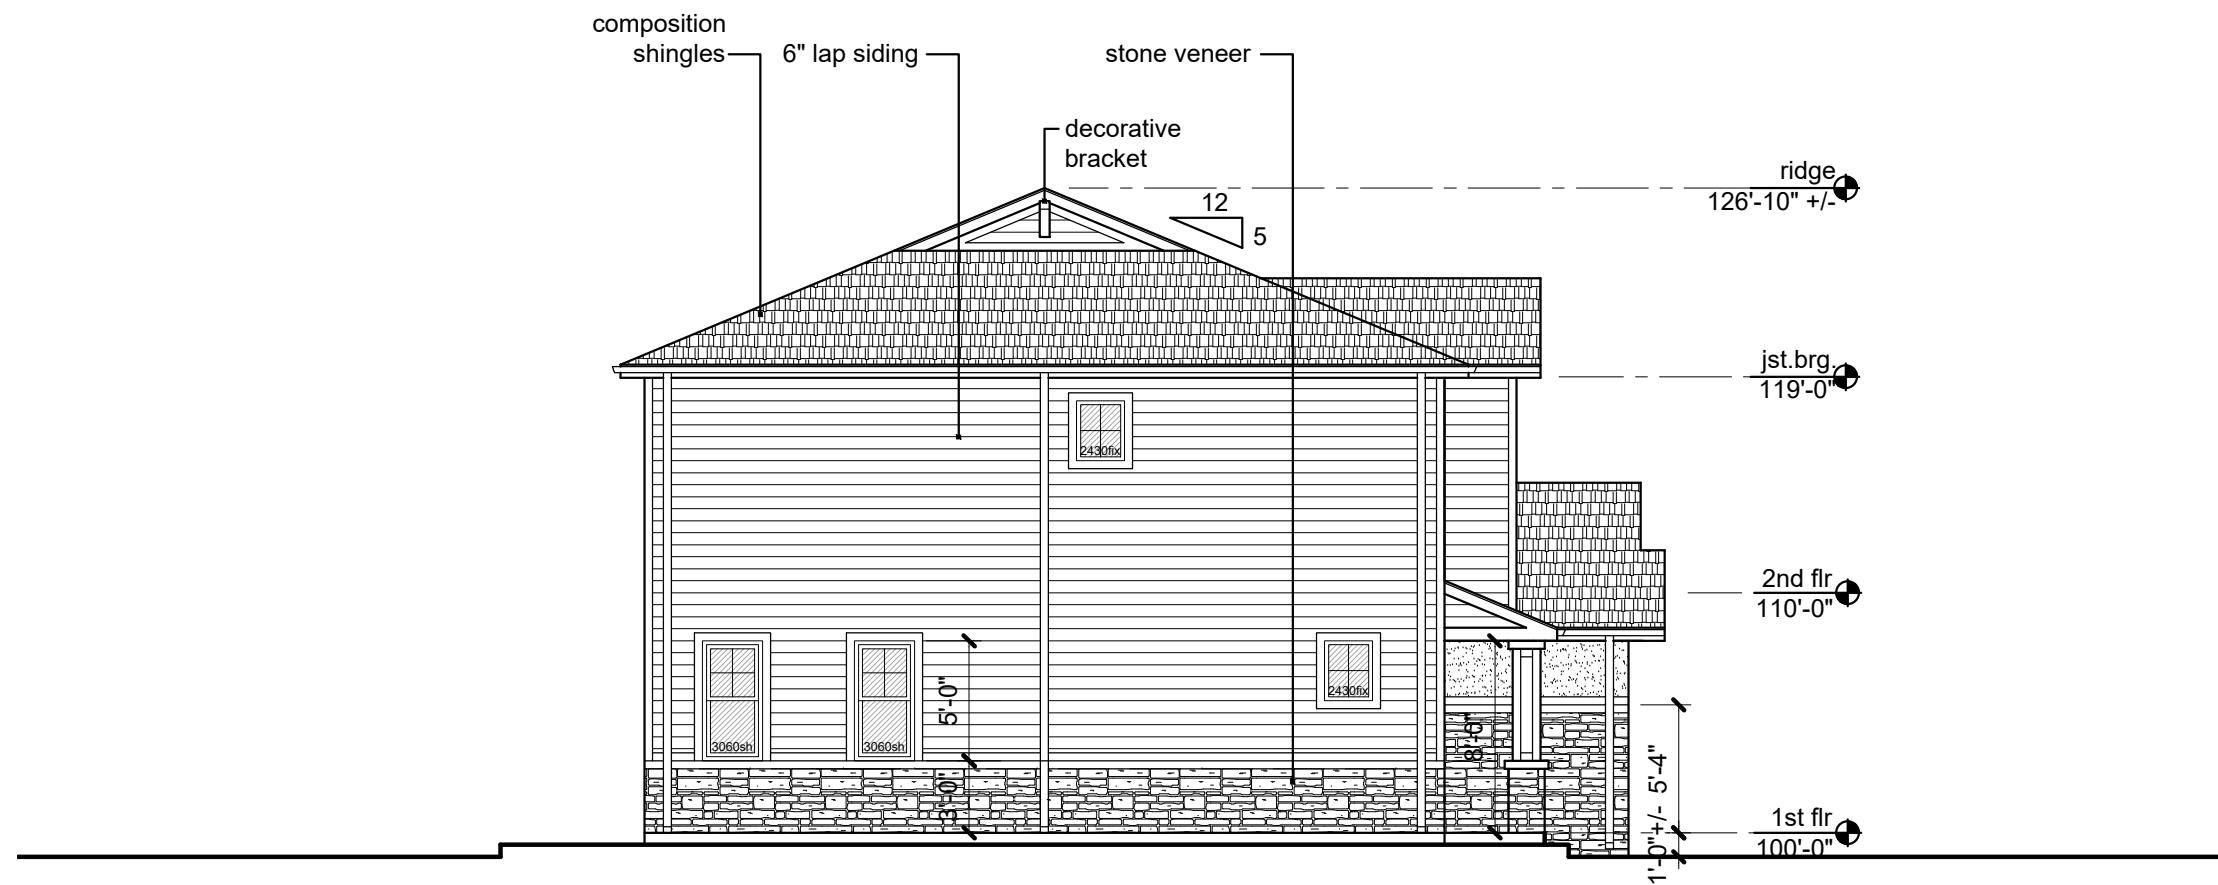 composition
shingles
6" lap siding
stone veneer
decorative
bracket
ridge
126'-10" +/-
12
5
jst.brg.
119'-0"
2430fix
2nd flr
110'-0"
5'-0"
2430fix
8'-0"
3060sh
3060sh
5'-4"
3'-0"
1st flr
100'-0"
1'-0"+/-